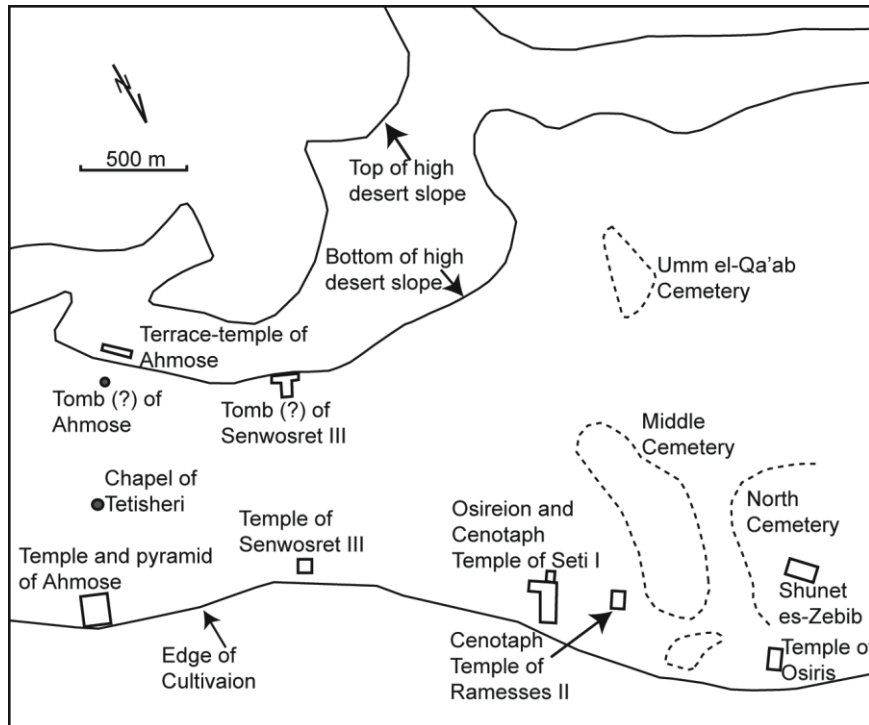 N
500 m
Top of high
desert slope
Bottom of high
desert slope
Umm el-Qa'ab
Cemetery
Terrace-temple of
Ahmose
Tomb (?) of
Ahmose
Tomb (?) of
Senwosret III
Middle
Cemetery
Chapel of
Tetisheri
North
Cemetery
Osireion and
Cenotaph
Temple of Seti I
Temple of
Senwosret III
Temple and pyramid
of Ahmose
Shunet
es-Zebib
Cenotaph
Temple of
Ramesses II
Edge of
Cultivaion
Temple of
Osiris